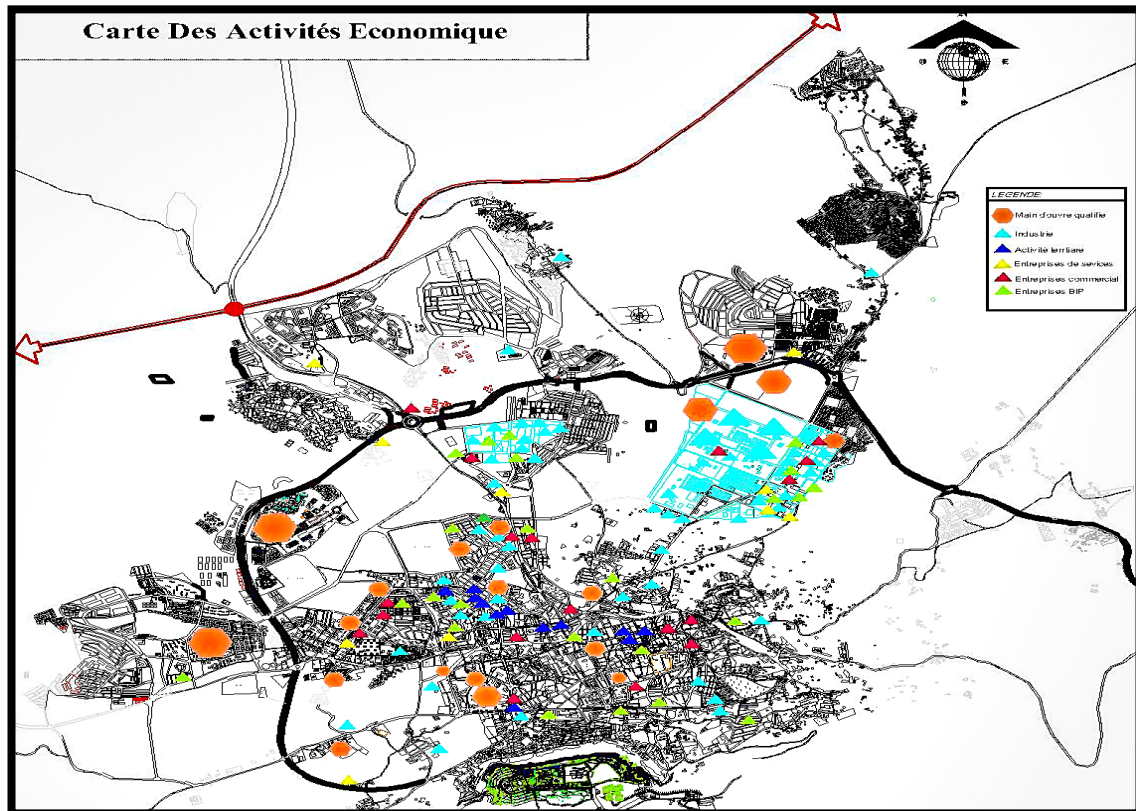 Carte Des Activités Economique
N
O
E
S
LEGENDE:
Main d'ouvre qualifie
Industrie
Activité tertiare
Entreprises de sevices
Entreprises commercial
Entreprises BIP